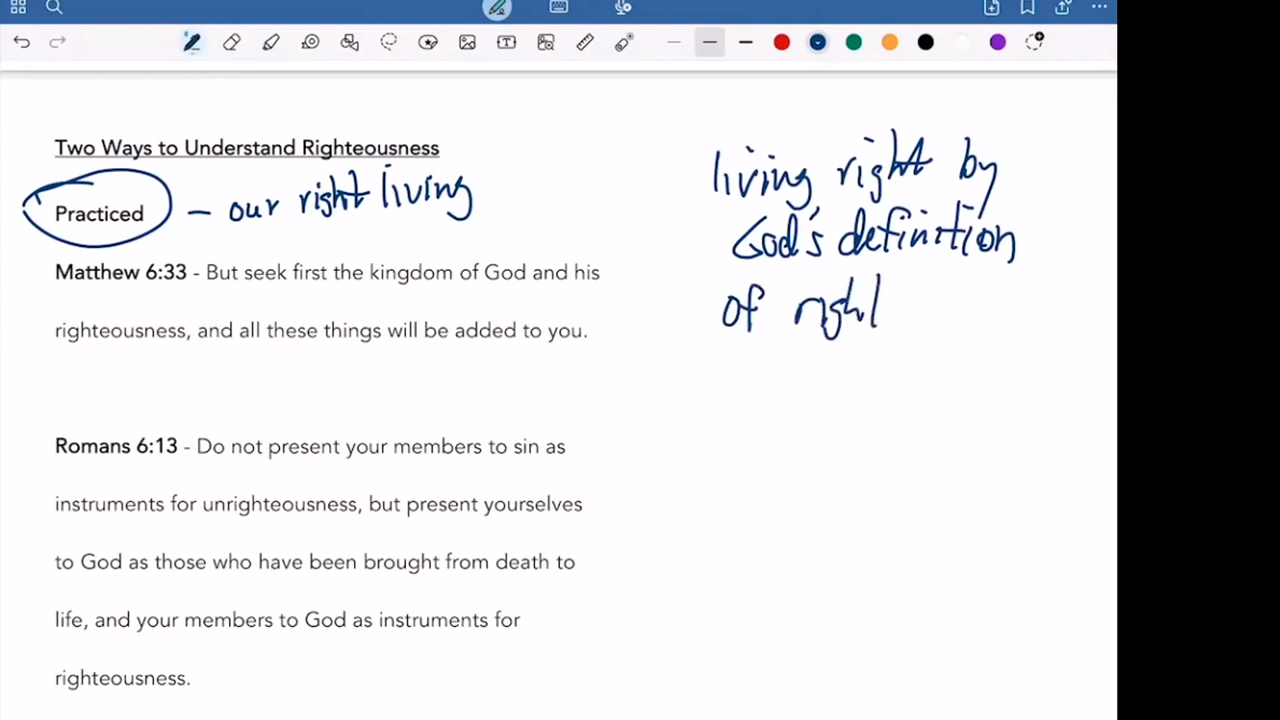 Two Ways to Understand Righteousness
Practiced - our right living
Matthew 6:33 - But seek first the kingdom of God and his
righteousness, and all these things will be added to you.
Romans 6:13 - Do not present your members to sin as
instruments for unrighteousness, but present yourselves
to God as those who have been brought from death to
life, and your members to God as instruments for
righteousness.
living right by
God's definition
of right